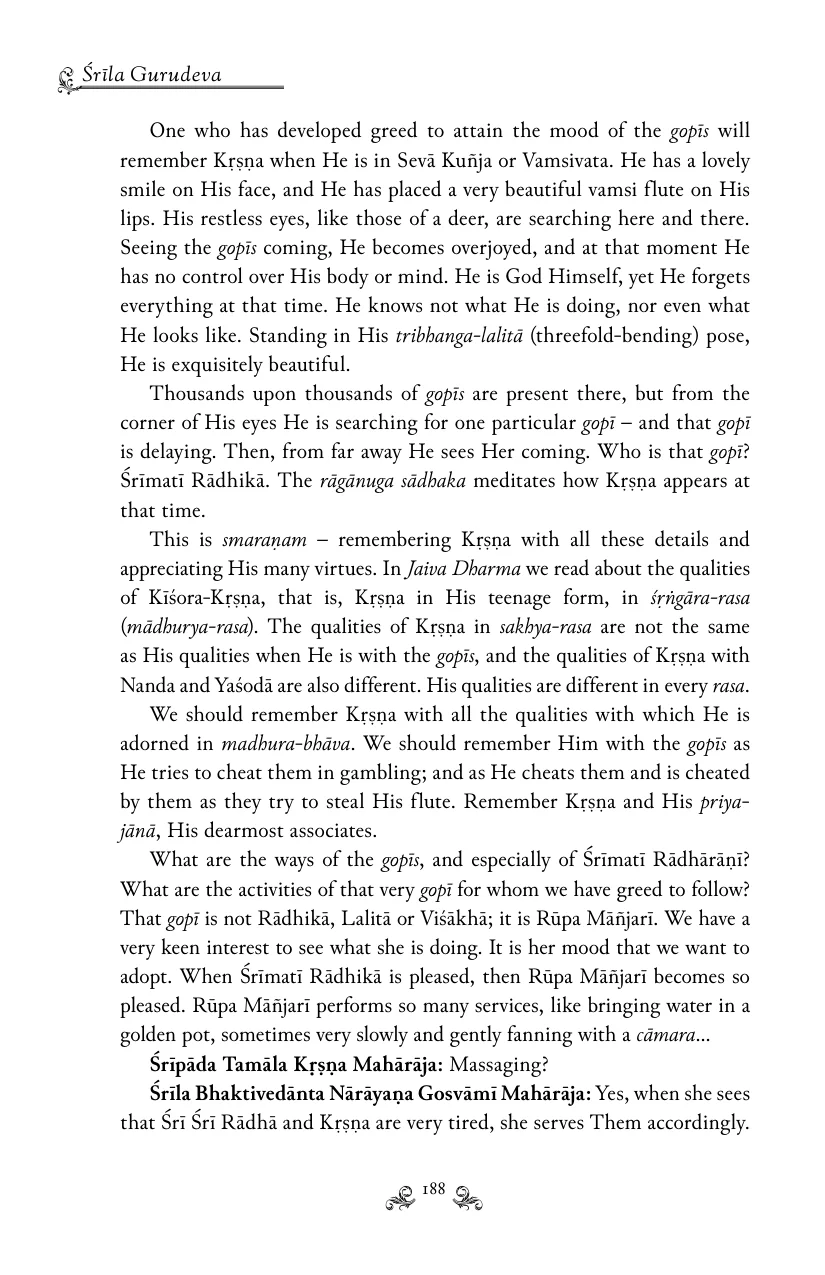 Śrīla Gurudeva
One who has developed greed to attain the mood of the gopīs will
remember Kṛṣṇa when He is in Sevā Kuñja or Vamsivata. He has a lovely
smile on His face, and He has placed a very beautiful vamsi flute on His
lips. His restless eyes, like those of a deer, are searching here and there.
Seeing the gopīs coming, He becomes overjoyed, and at that moment He
has no control over His body or mind. He is God Himself, yet He forgets
everything at that time. He knows not what He is doing, nor even what
He looks like. Standing in His tribhanga-lalitā (threefold-bending) pose,
He is exquisitely beautiful.
Thousands upon thousands of gopīs are present there, but from the
corner of His eyes He is searching for one particular gopī – and that gopī
is delaying. Then, from far away He sees Her coming. Who is that gopī?
Śrīmatī Rādhikā. The rāgānuga sādhaka meditates how Kṛṣṇa appears at
that time.
This is smaraṇam – remembering Kṛṣṇa with all these details and
appreciating His many virtues. In Jaiva Dharma we read about the qualities
of Kīśora-Kṛṣṇa, that is, Kṛṣṇa in His teenage form, in śṛṅgāra-rasa
(mādhurya-rasa). The qualities of Kṛṣṇa in sakhya-rasa are not the same
as His qualities when He is with the gopīs, and the qualities of Kṛṣṇa with
Nanda and Yaśodā are also different. His qualities are different in every rasa.
We should remember Kṛṣṇa with all the qualities with which He is
adorned in madhura-bhāva. We should remember Him with the gopīs as
He tries to cheat them in gambling; and as He cheats them and is cheated
by them as they try to steal His flute. Remember Kṛṣṇa and His priya-
jānā, His dearmost associates.
What are the ways of the gopīs, and especially of Śrīmatī Rādhārāṇī?
What are the activities of that very gopī for whom we have greed to follow?
That gopī is not Rādhikā, Lalitā or Viśākhā; it is Rūpa Māñjarī. We have a
very keen interest to see what she is doing. It is her mood that we want to
adopt. When Śrīmatī Rādhikā is pleased, then Rūpa Māñjarī becomes so
pleased. Rūpa Māñjarī performs so many services, like bringing water in a
golden pot, sometimes very slowly and gently fanning with a cāmara...
Śrīpāda Tamāla Kṛṣṇa Mahārāja: Massaging?
Śrīla Bhaktivedānta Nārāyaṇa Gosvāmī Mahārāja: Yes, when she sees
that Śrī Śrī Rādhā and Kṛṣṇa are very tired, she serves Them accordingly.
188